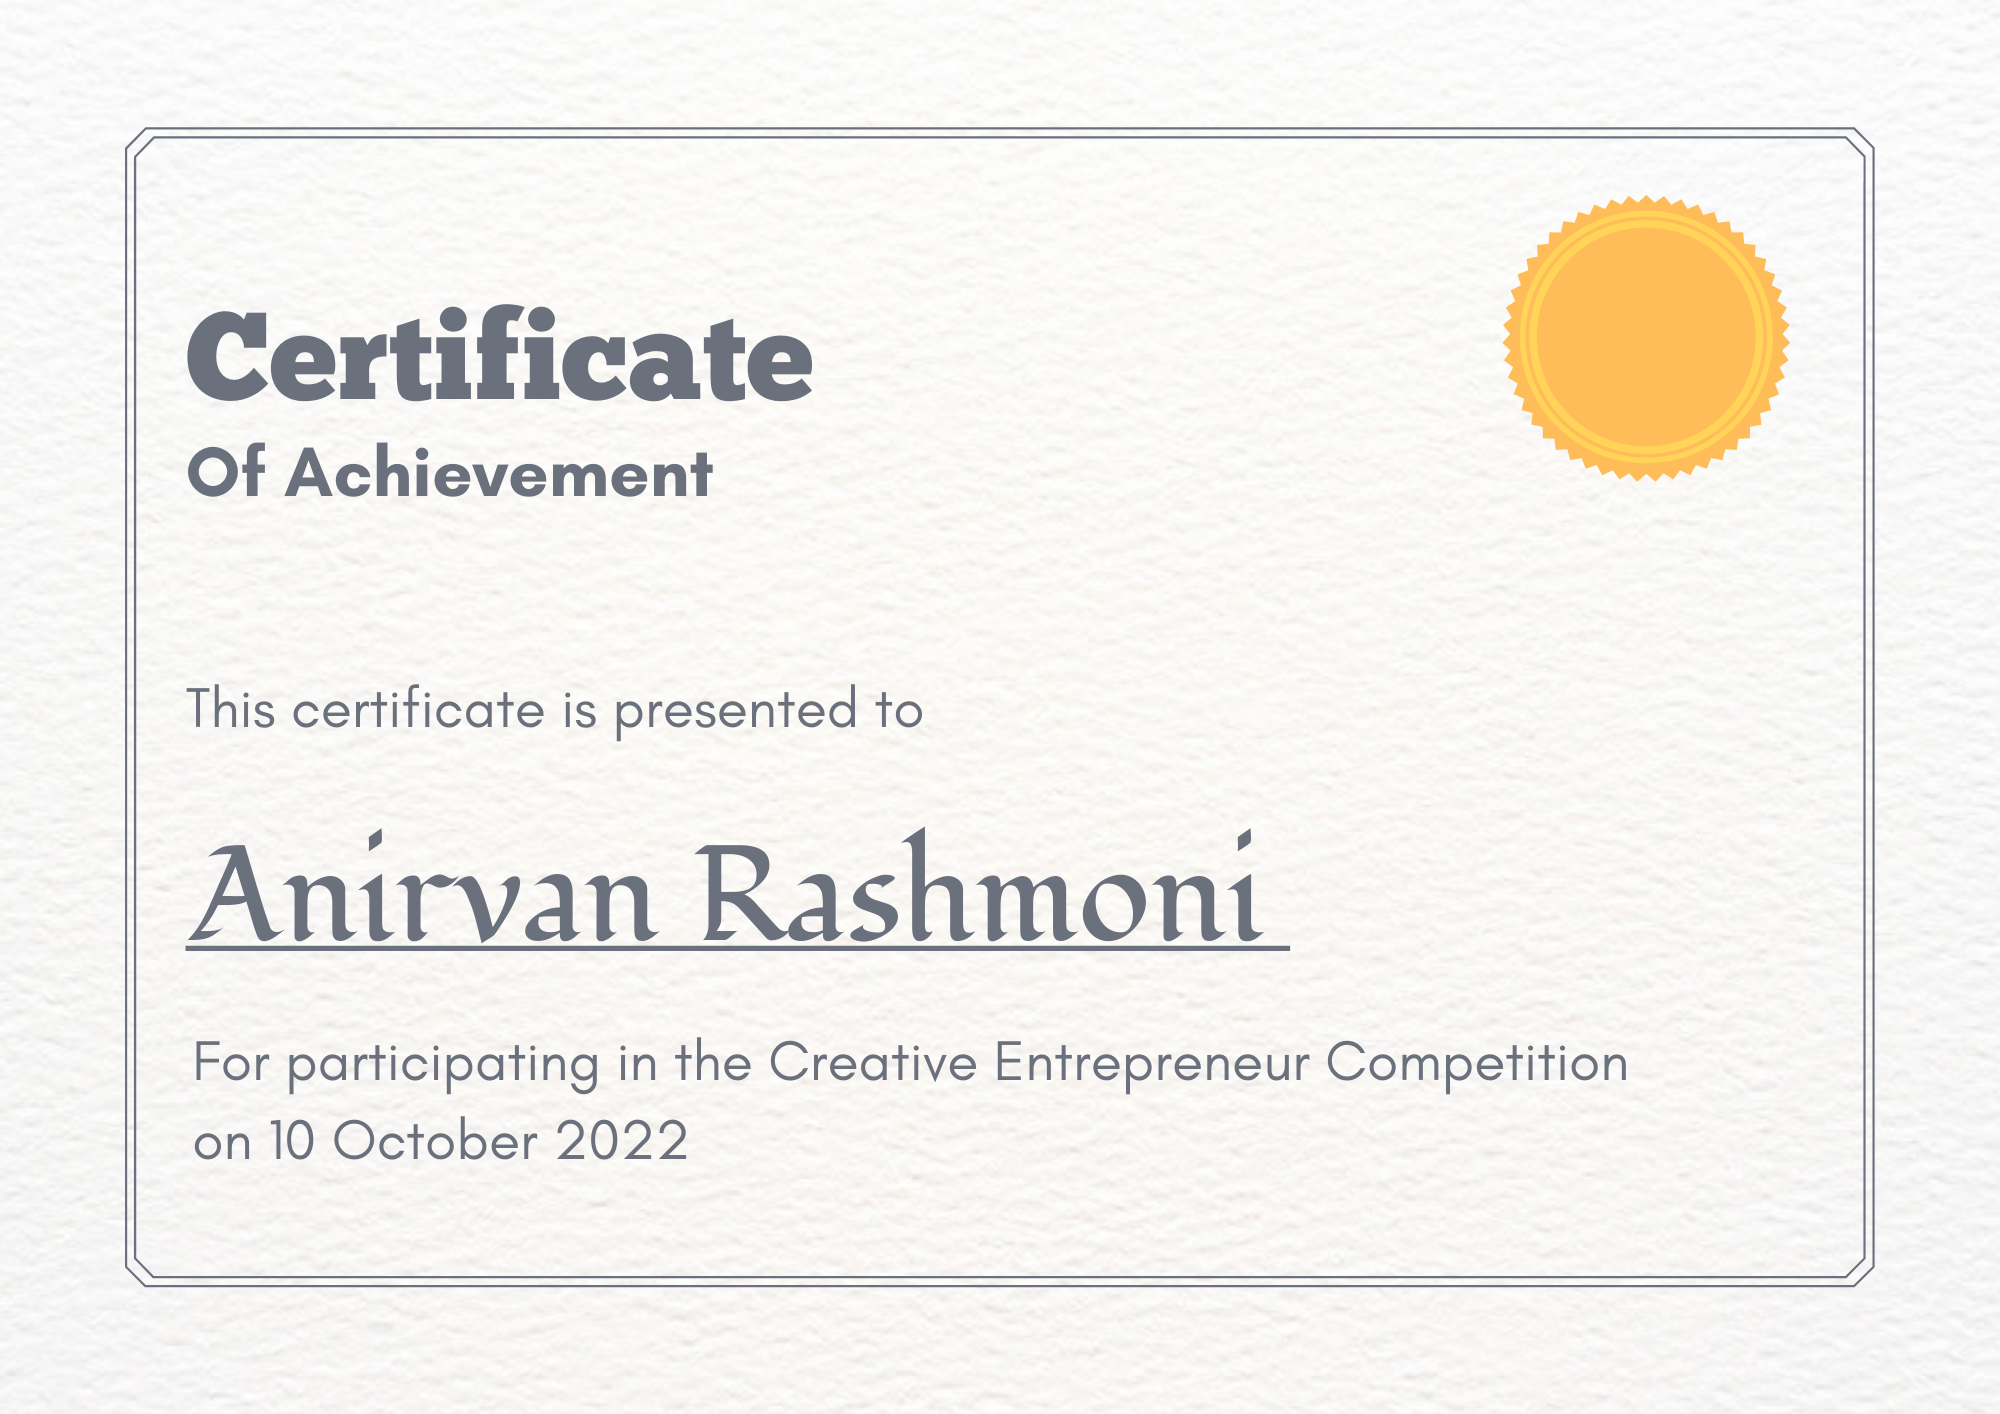 Certificate
Of Achievement
This certificate is presented to
Anirvan Rashmoni
For participating in the Creative Entrepreneur Competition
on 10 October 2022